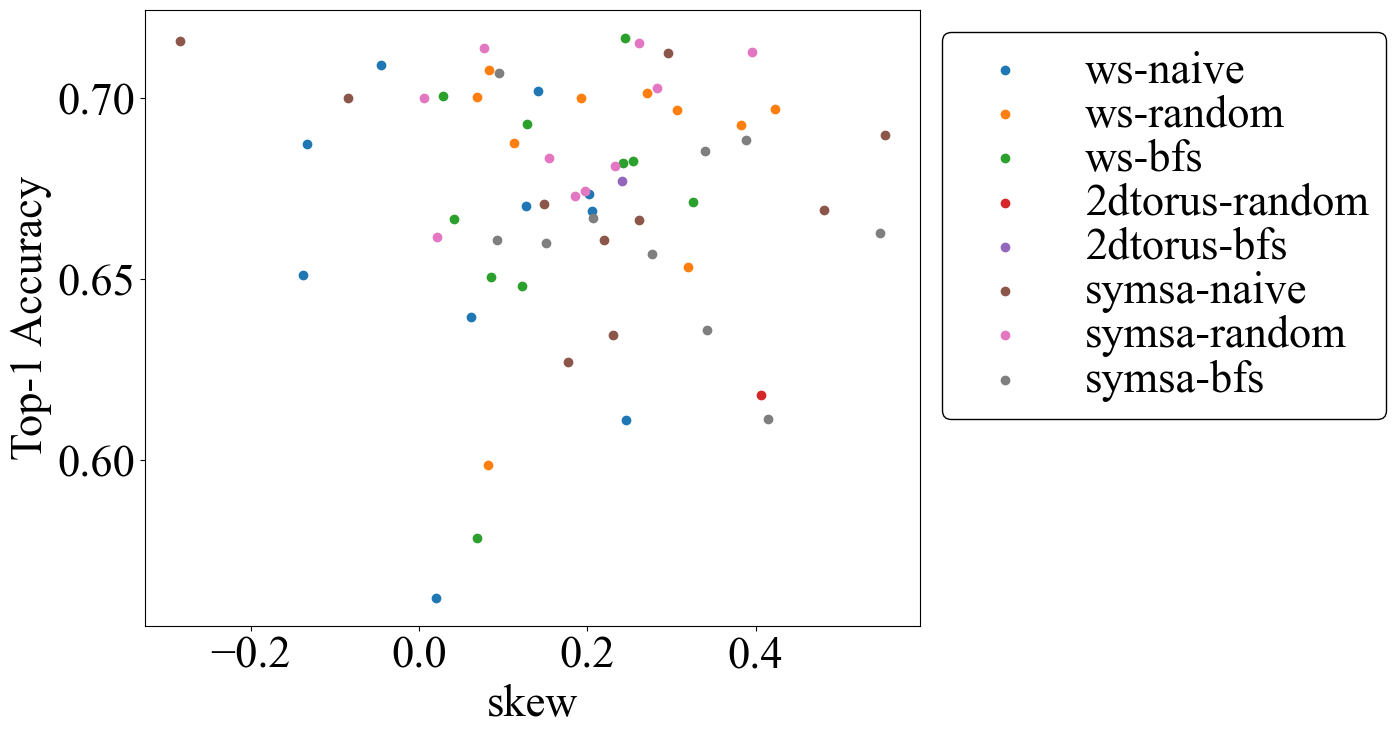 0.70
0.65
0.60
Top-1 Accuracy
−0.2
0.0
0.2
0.4
skew
ws-naive
ws-random
ws-bfs
2dtorus-random
2dtorus-bfs
symsa-naive
symsa-random
symsa-bfs